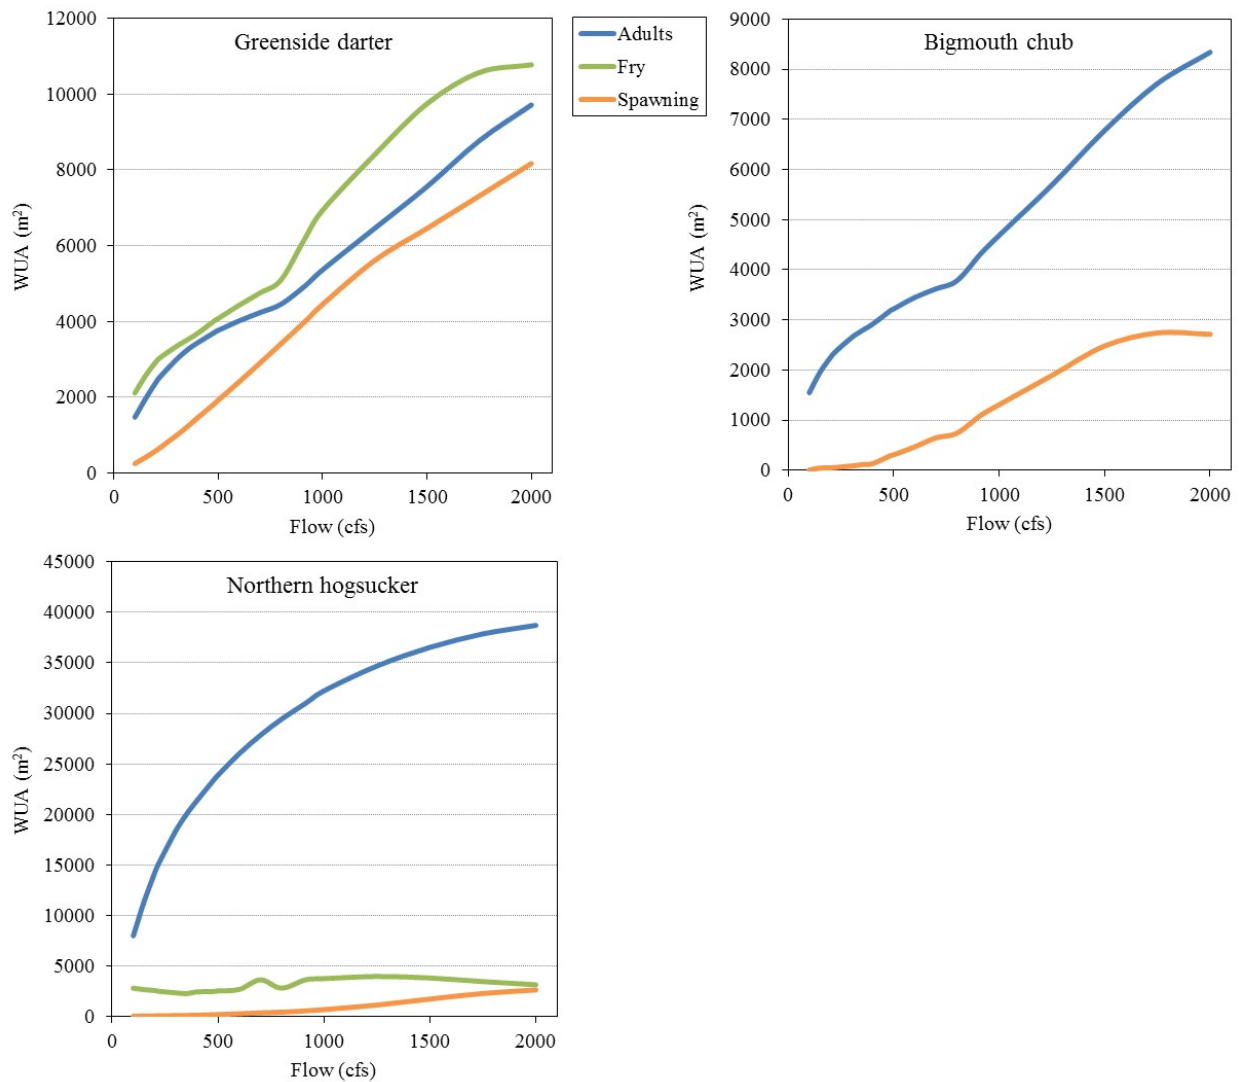 Greenside darter
12000
10000
8000
6000
4000
2000
0
WUA (m²)
0 500 1000 1500 2000
Flow (cfs)
Adults
Fry
Spawning
Bigmouth chub
9000
8000
7000
6000
5000
4000
3000
2000
1000
0
WUA (m²)
0 500 1000 1500 2000
Flow (cfs)
Northern hogsucker
45000
40000
35000
30000
25000
20000
15000
10000
5000
0
WUA (m²)
0 500 1000 1500 2000
Flow (cfs)